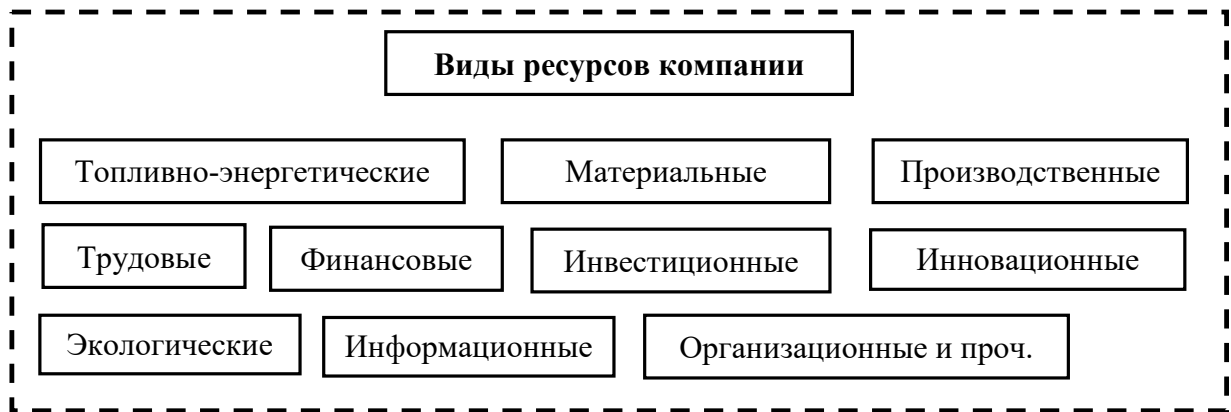 Виды ресурсов компании
Топливно-энергетические
Материальные
Производственные
Трудовые
Финансовые
Инвестиционные
Инновационные
Экологические
Информационные
Организационные и проч.